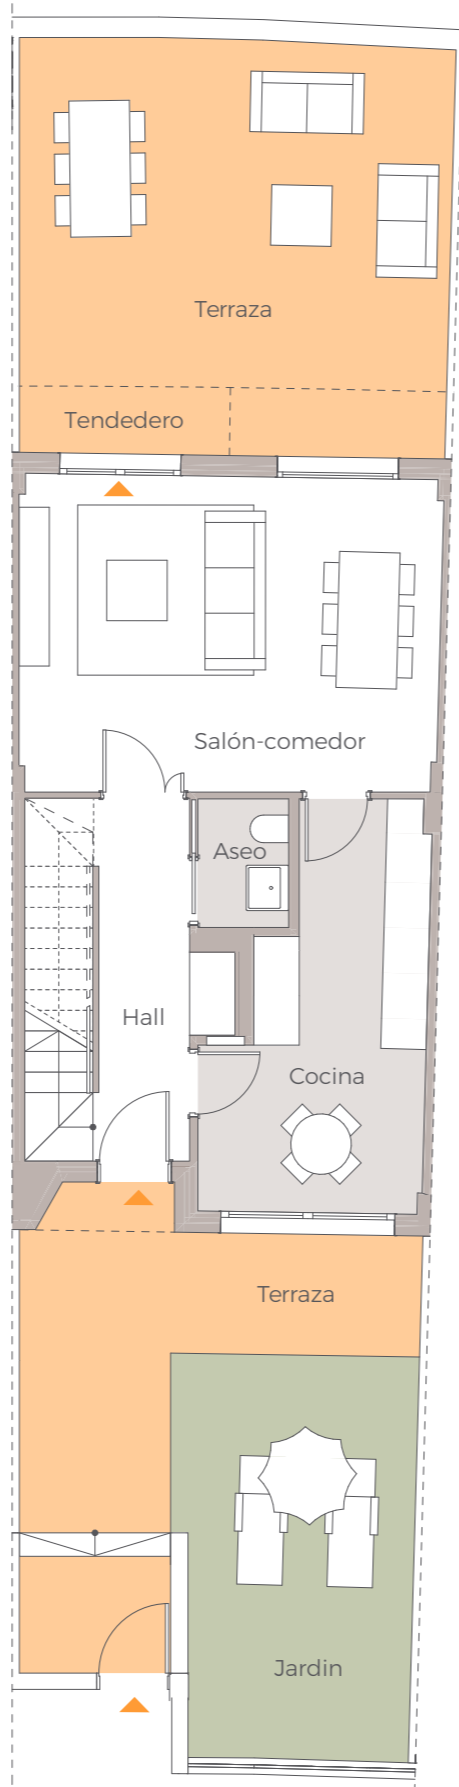 Terraza
Tendedero
Salón-comedor
Aseo
Hall
Cocina
Terraza
Jardin